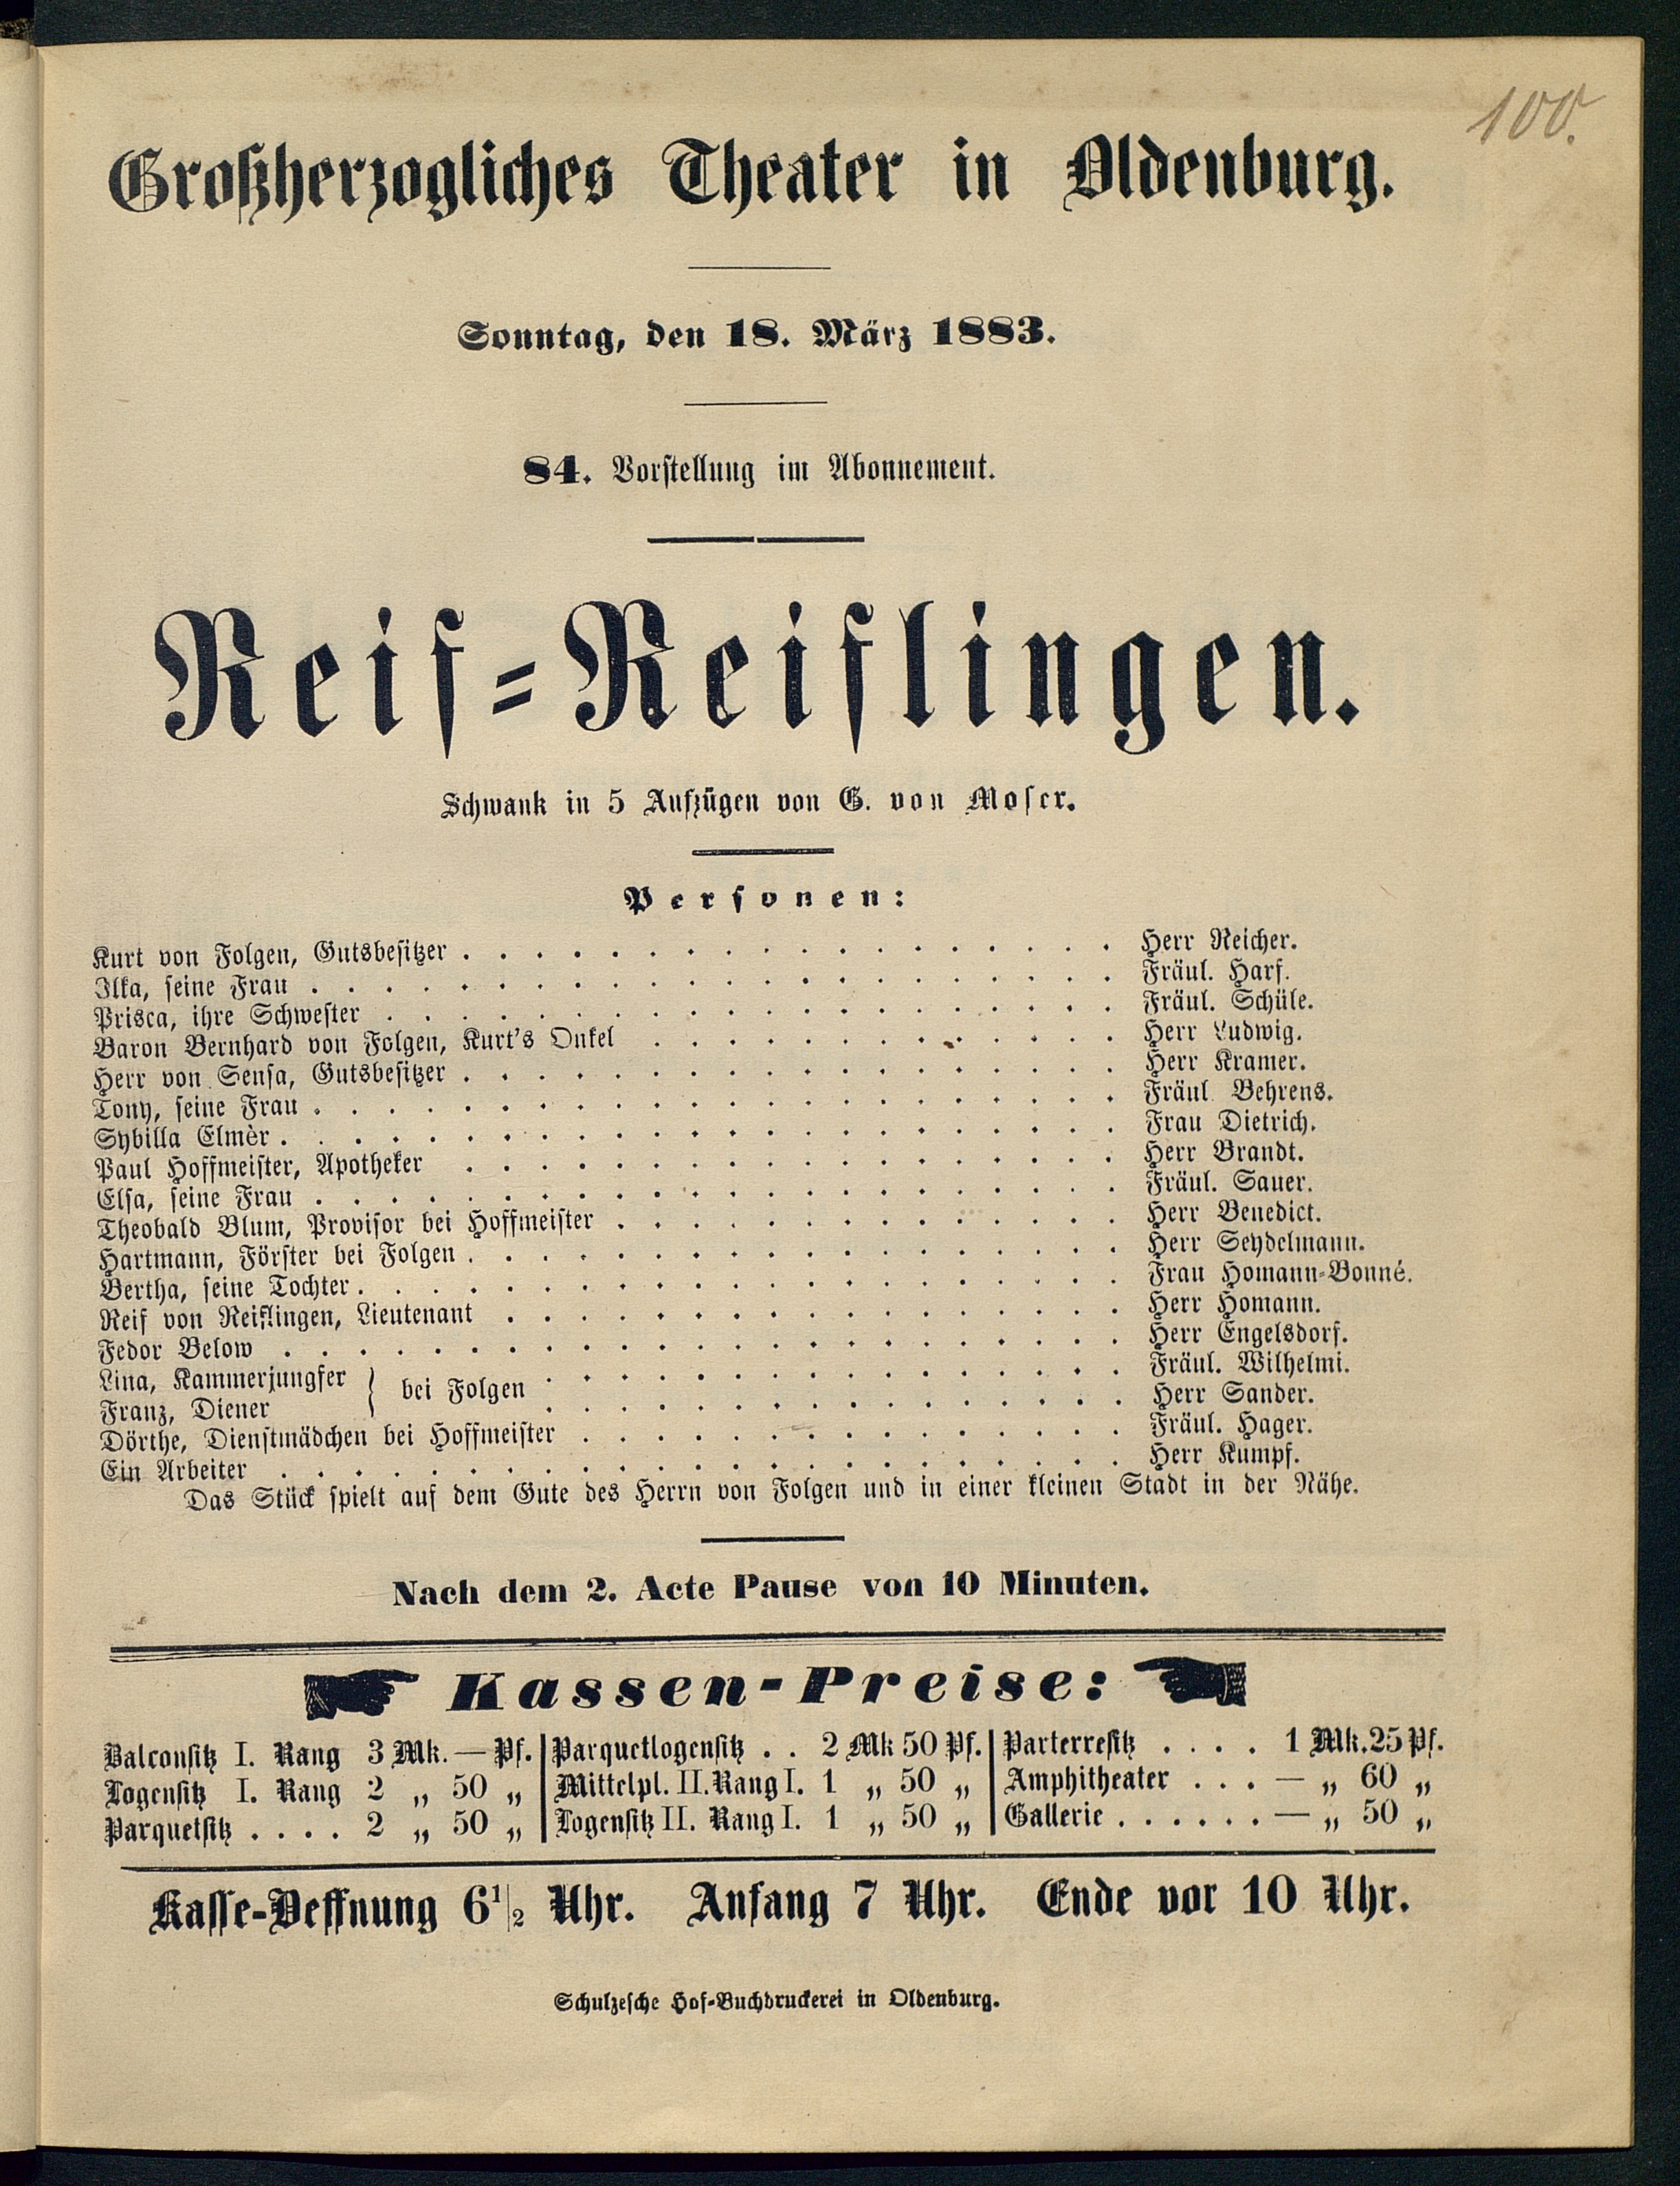 100.
Großherzogliches Theater in Oldenburg.
Sonntag, den 18. März 1883.
84. Vorstellung im Abonnement.
Reif-Reiflingen.
Schwank in 5 Aufzügen von G. von Moser.
Personen:
Kurt von Folgen, Gutsbesitzer . . . . . . . . . . Herr Reicher.
Ilka, seine Frau . . . . . . . . . . Fräul. Harf.
Prisca, ihre Schwester . . . . . . . . . . Fräul. Schüle.
Baron Bernhard von Folgen, Kurt's Onkel . . . . . . . . . . Herr Ludwig.
Herr von Sensa, Gutsbesitzer . . . . . . . . . . Herr Kramer.
Tony, seine Frau . . . . . . . . . . Fräul Behrens.
Sybilla Elmèr . . . . . . . . . . Frau Dietrich.
Paul Hoffmeister, Apotheker . . . . . . . . . . Herr Brandt.
Elsa, seine Frau . . . . . . . . . . Fräul. Sauer.
Theobald Blum, Provisor bei Hoffmeister . . . . . . . . . . Herr Benedict.
Hartmann, Förster bei Folgen . . . . . . . . . . Herr Seydelmann.
Bertha, seine Tochter . . . . . . . . . . Frau Homann-Bonné.
Reif von Reiflingen, Lieutenant . . . . . . . . . . Herr Homann.
Fedor Below . . . . . . . . . . Herr Engelsdorf.
Lina, Kammerjungfer } bei Folgen . . . . . . . . . . Fräul. Wilhelmi.
Franz, Diener . . . . . . . . . . Herr Sander.
Dörthe, Dienstmädchen bei Hoffmeister . . . . . . . . . . Fräul. Hager.
Ein Arbeiter . . . . . . . . . . Herr Kumpf.
Das Stück spielt auf dem Gute des Herrn von Folgen und in einer kleinen Stadt in der Nähe.
Nach dem 2. Acte Pause von 10 Minuten.
Kassen-Preise:
Balconsitz I. Rang 3 Mk. — Pf. | Parquetlogensitz . . 2 Mk 50 Pf. | Parterresitz . . . . 1 Mk. 25 Pf.
Logensitz I. Rang 2 „ 50 „ | Mittelpl. II. Rang I. 1 „ 50 „ | Amphitheater . . . — „ 60 „
Parquetsitz . . . . 2 „ 50 „ | Logensitz II. Rang I. 1 „ 50 „ | Gallerie . . . . . . — „ 50 „
Kasse-Oeffnung 6½ Uhr. Anfang 7 Uhr. Ende vor 10 Uhr.
Schulzesche Hof-Buchdruckerei in Oldenburg.